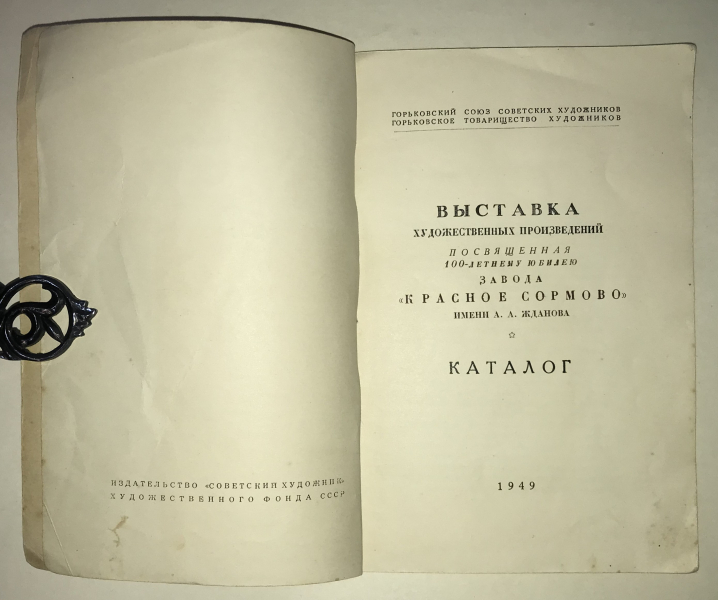 ИЗДАТЕЛЬСТВО «СОВЕТСКИЙ ХУДОЖНИК»
ХУДОЖЕСТВЕННОГО ФОНДА СССР
ГОРЬКОВСКИЙ СОЮЗ СОВЕТСКИХ ХУДОЖНИКОВ
ГОРЬКОВСКОЕ ТОВАРИЩЕСТВО ХУДОЖНИКОВ
ВЫСТАВКА
ХУДОЖЕСТВЕННЫХ ПРОИЗВЕДЕНИЙ
ПОСВЯЩЕННАЯ
100-ЛЕТНЕМУ ЮБИЛЕЮ
ЗАВОДА
«КРАСНОЕ СОРМОВО»
ИМЕНИ А. А. ЖДАНОВА
КАТАЛОГ
1949